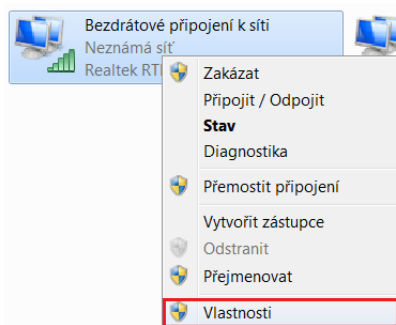 Bezdrátové připojení k síti
Neznámá síť
Realtek RT
Zakázat
Připojit / Odpojit
Stav
Diagnostika
Přemostit připojení
Vytvořit zástupce
Odstranit
Přejmenovat
Vlastnosti